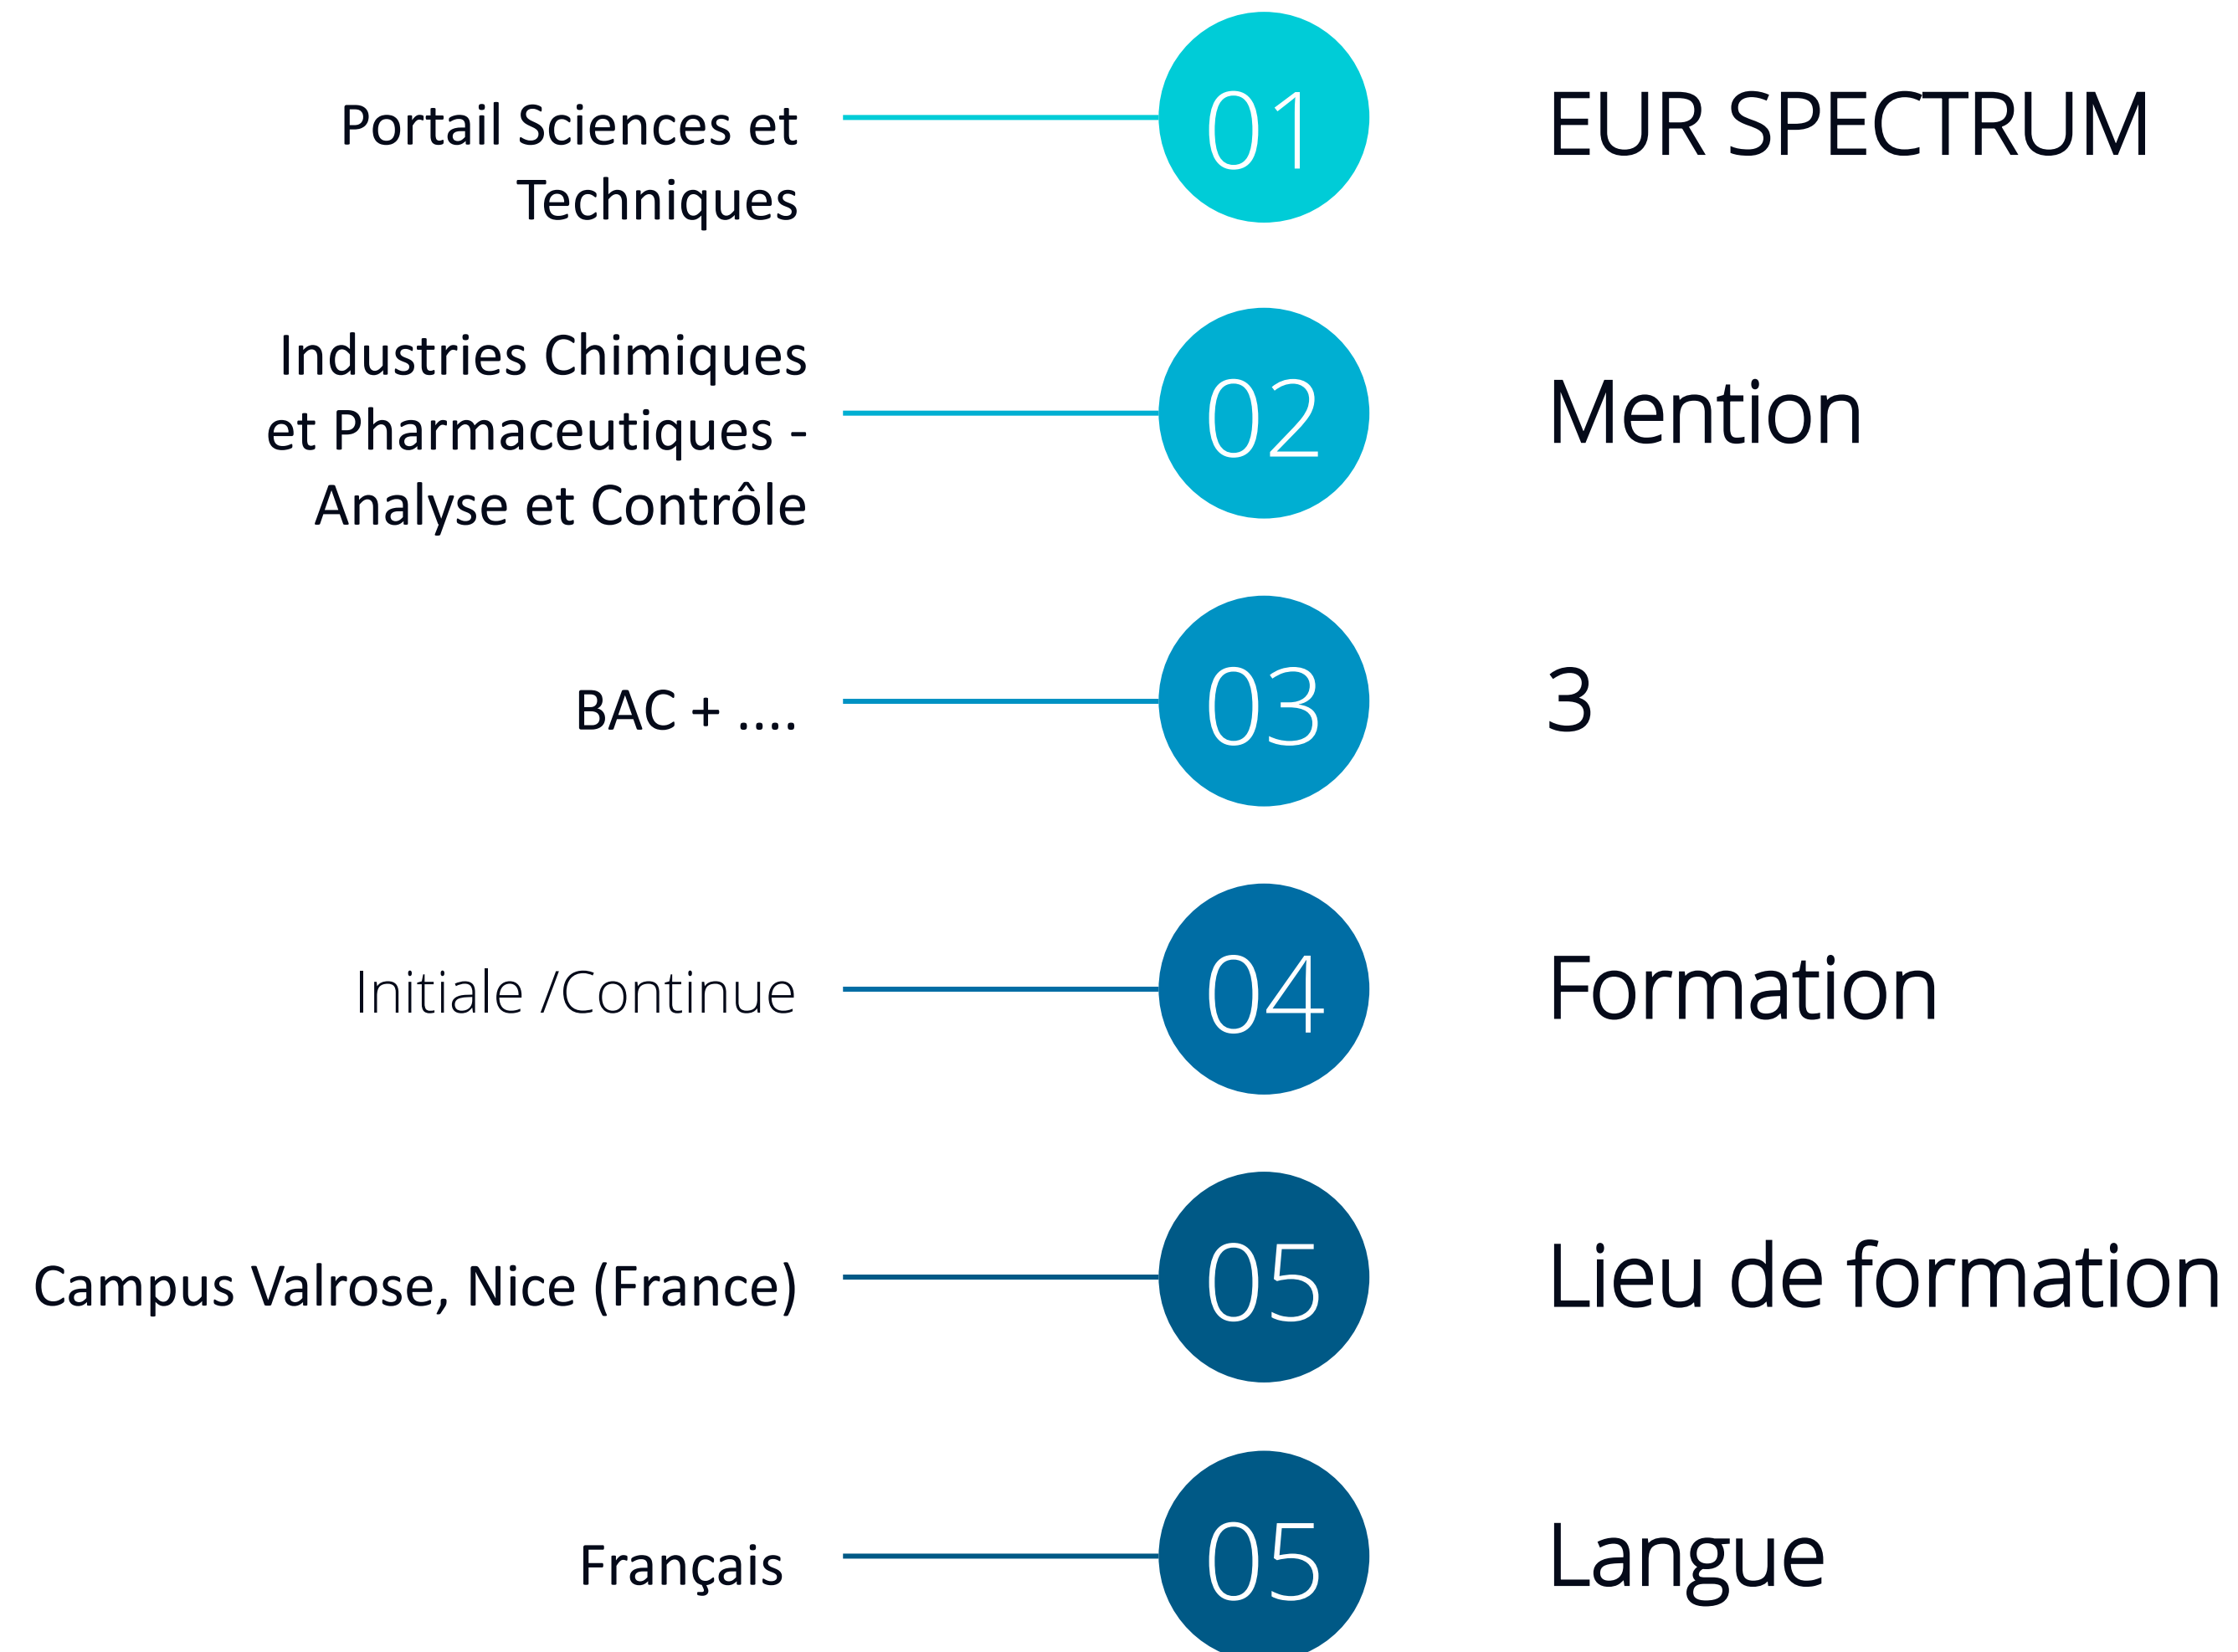 Portail Sciences et
Techniques
01
EUR SPECTRUM
Industries Chimiques
et Pharmaceutiques -
Analyse et Contrôle
02
Mention
BAC + ....
03
3
Initiale /Continue
04
Formation
Campus Valrose, Nice (France)
05
Lieu de formation
Français
05
Langue